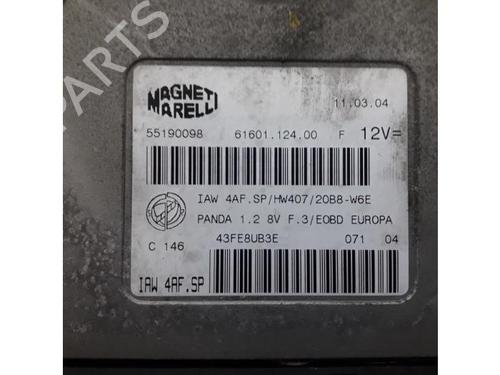 MAGNETI
MARELLI
11.03.04
55190098 61601.124.00 F 12V=
IAW 4AF.SP/HW407/20B8-W6E
PANDA 1.2 8V F.3/EOBD EUROPA
C 146 43FE8UB3E 071 04
IAW 4AF.SP